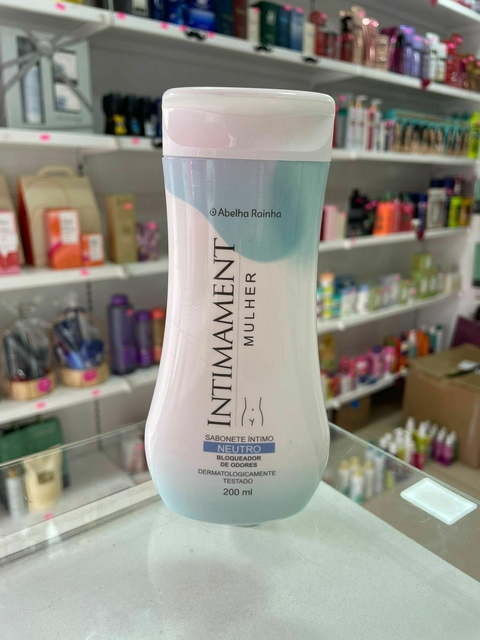 Abelha Rainha
INTIMAMENT
MULHER
SABONETE ÍNTIMO
NEUTRO
BLOQUEADOR
DE ODORES
DERMATOLOGICAMENTE
TESTADO
200 ml